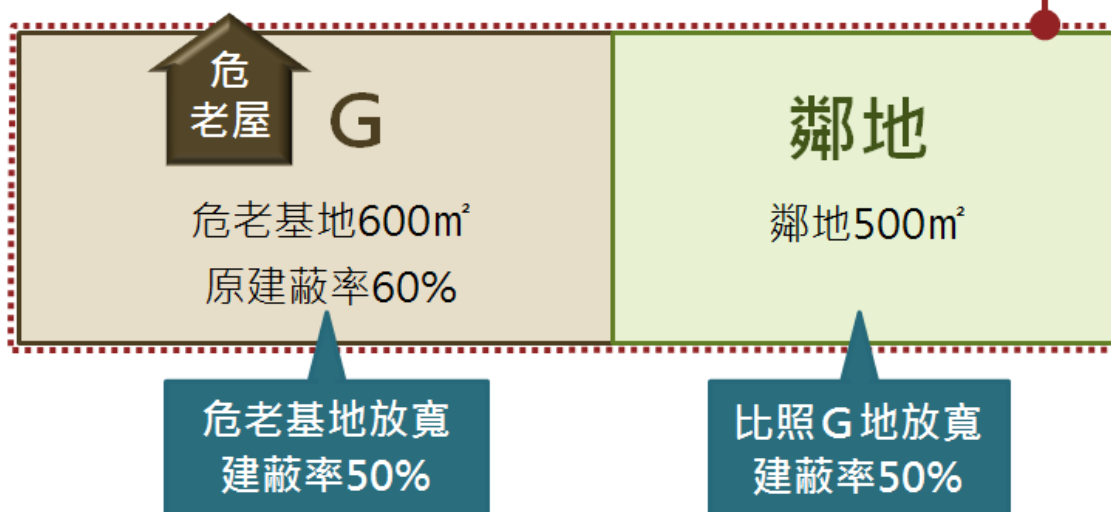 危
老屋
G
危老基地600㎡
原建蔽率60%
鄰地
鄰地500㎡
危老基地放寬
建蔽率50%
比照G地放寬
建蔽率50%